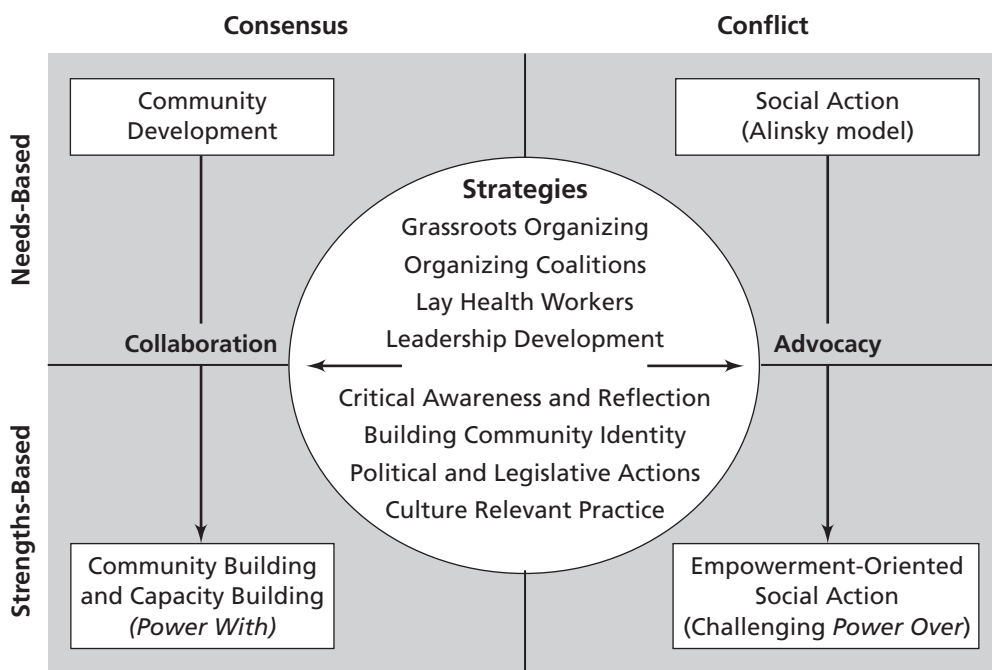 Consensus
Conflict
Needs-Based
Strengths-Based
Community
Development
Social Action
(Alinsky model)
Strategies
Grassroots Organizing
Organizing Coalitions
Lay Health Workers
Leadership Development
Collaboration
Advocacy
Critical Awareness and Reflection
Building Community Identity
Political and Legislative Actions
Culture Relevant Practice
Community Building
and Capacity Building
(Power With)
Empowerment-Oriented
Social Action
(Challenging Power Over)